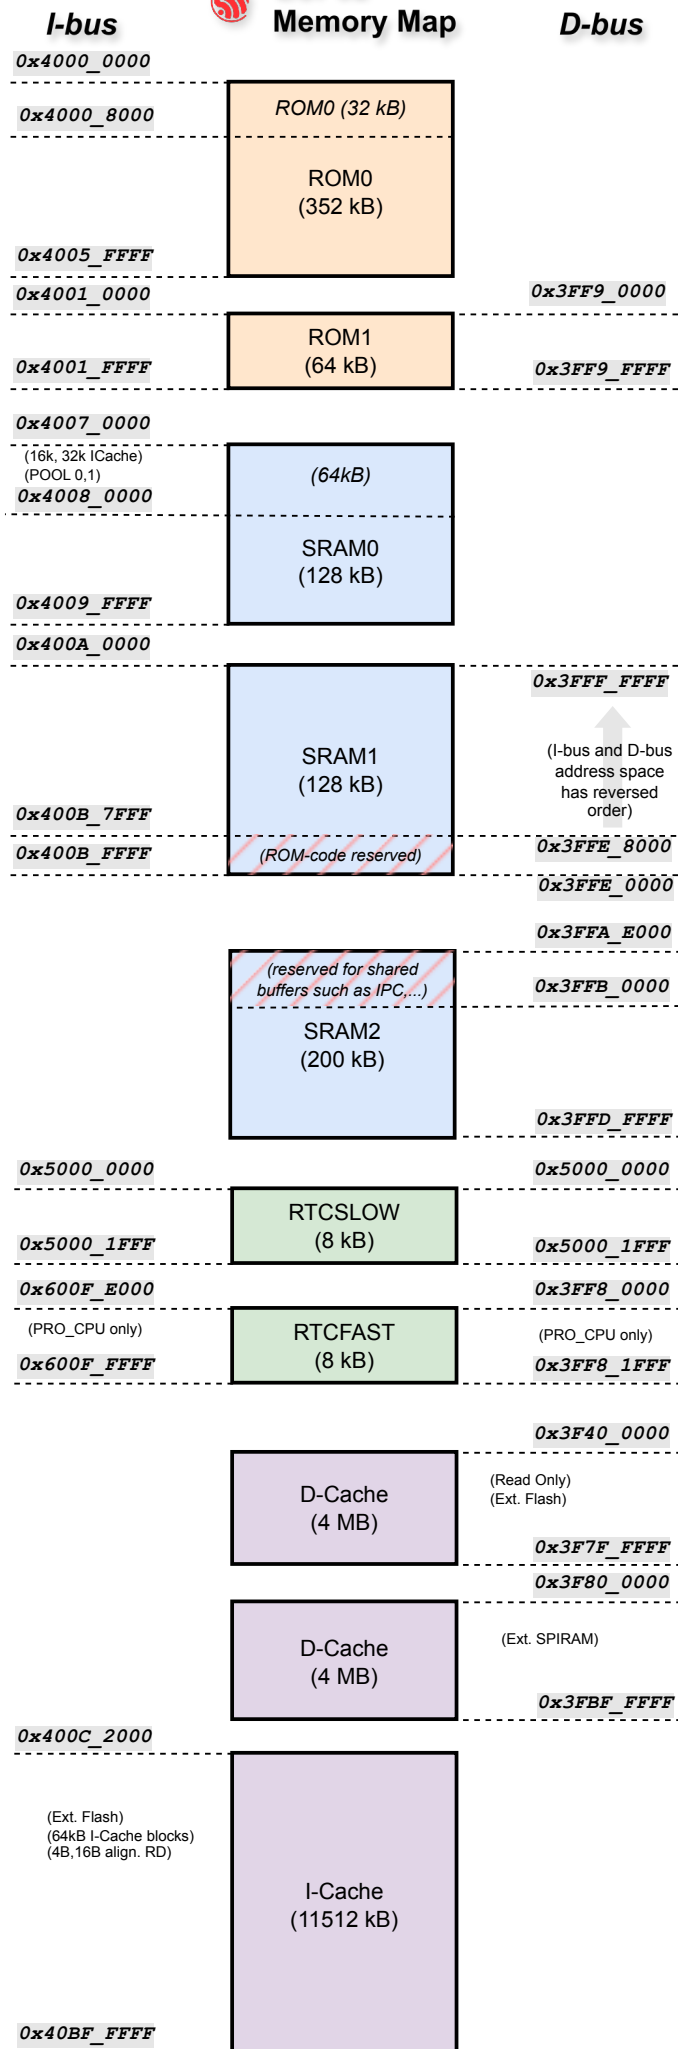 Memory Map
I-bus
D-bus
0x4000_0000
ROM0 (32 kB)
0x4000_8000
ROM0
(352 kB)
0x4005_FFFF
0x4001_0000
0x3FF9_0000
ROM1
(64 kB)
0x4001_FFFF
0x3FF9_FFFF
0x4007_0000
(16k, 32k ICache)
(POOL 0,1)
(64kB)
0x4008_0000
SRAM0
(128 kB)
0x4009_FFFF
0x400A_0000
0x3FFF_FFFF
SRAM1
(128 kB)
(I-bus and D-bus
address space
has reversed
order)
0x400B_7FFF
0x3FFE_8000
0x400B_FFFF
(ROM-code reserved)
0x3FFE_0000
0x3FFA_E000
(reserved for shared
buffers such as IPC,...)
0x3FFB_0000
SRAM2
(200 kB)
0x3FFD_FFFF
0x5000_0000
0x5000_0000
RTCSLOW
(8 kB)
0x5000_1FFF
0x5000_1FFF
0x600F_E000
0x3FF8_0000
(PRO_CPU only)
RTCFAST
(8 kB)
(PRO_CPU only)
0x600F_FFFF
0x3FF8_1FFF
0x3F40_0000
D-Cache
(4 MB)
(Read Only)
(Ext. Flash)
0x3F7F_FFFF
0x3F80_0000
D-Cache
(4 MB)
(Ext. SPIRAM)
0x3FBF_FFFF
0x400C_2000
(Ext. Flash)
(64kB I-Cache blocks)
(4B,16B align. RD)
I-Cache
(11512 kB)
0x40BF_FFFF